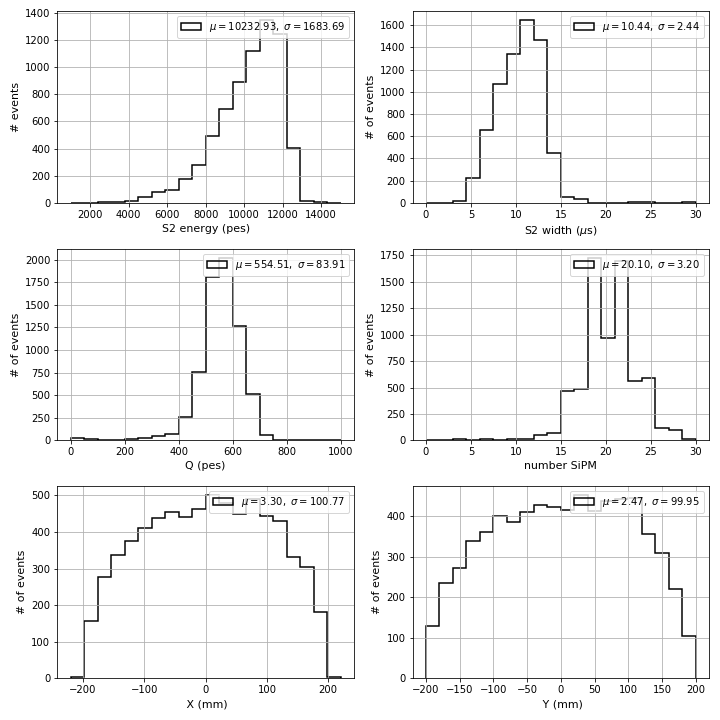 μ = 10232.93, σ = 1683.69
# events
1400
1200
1000
800
600
400
200
0
2000 4000 6000 8000 10000 12000 14000
S2 energy (pes)
μ = 10.44, σ = 2.44
# of events
1600
1400
1200
1000
800
600
400
200
0
0 5 10 15 20 25 30
S2 width (μs)
μ = 554.51, σ = 83.91
# of events
2000
1750
1500
1250
1000
750
500
250
0
0 200 400 600 800 1000
Q (pes)
μ = 20.10, σ = 3.20
# of events
1750
1500
1250
1000
750
500
250
0
0 5 10 15 20 25 30
number SiPM
μ = 3.30, σ = 100.77
# of events
500
400
300
200
100
0
−200 −100 0 100 200
X (mm)
μ = 2.47, σ = 99.95
# of events
400
300
200
100
0
−200 −150 −100 −50 0 50 100 150 200
Y (mm)